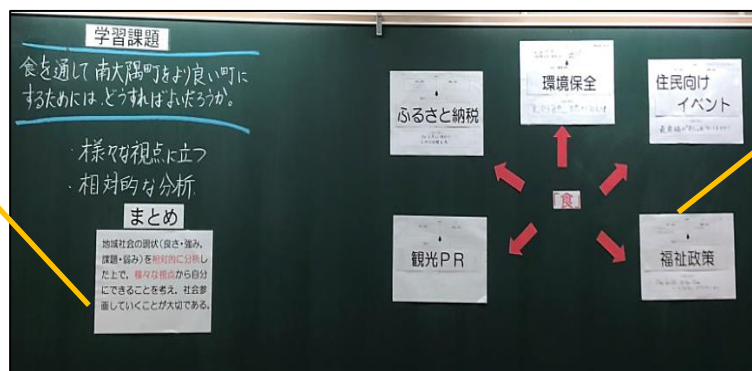 学習課題
食を通して南大隅町をより良い町に
するためには、どうすればよいだろうか。
・様々な視点に立つ
・相対的な分析
まとめ
地域社会の現状(良さ・強み、
課題・弱み)を相対的に分析し
た上で、様々な視点から自分
にできることを考え、社会参
画していくことが大切である。
ふるさと納税
環境保全
住民向け
イベント
「食」
観光PR
福祉政策